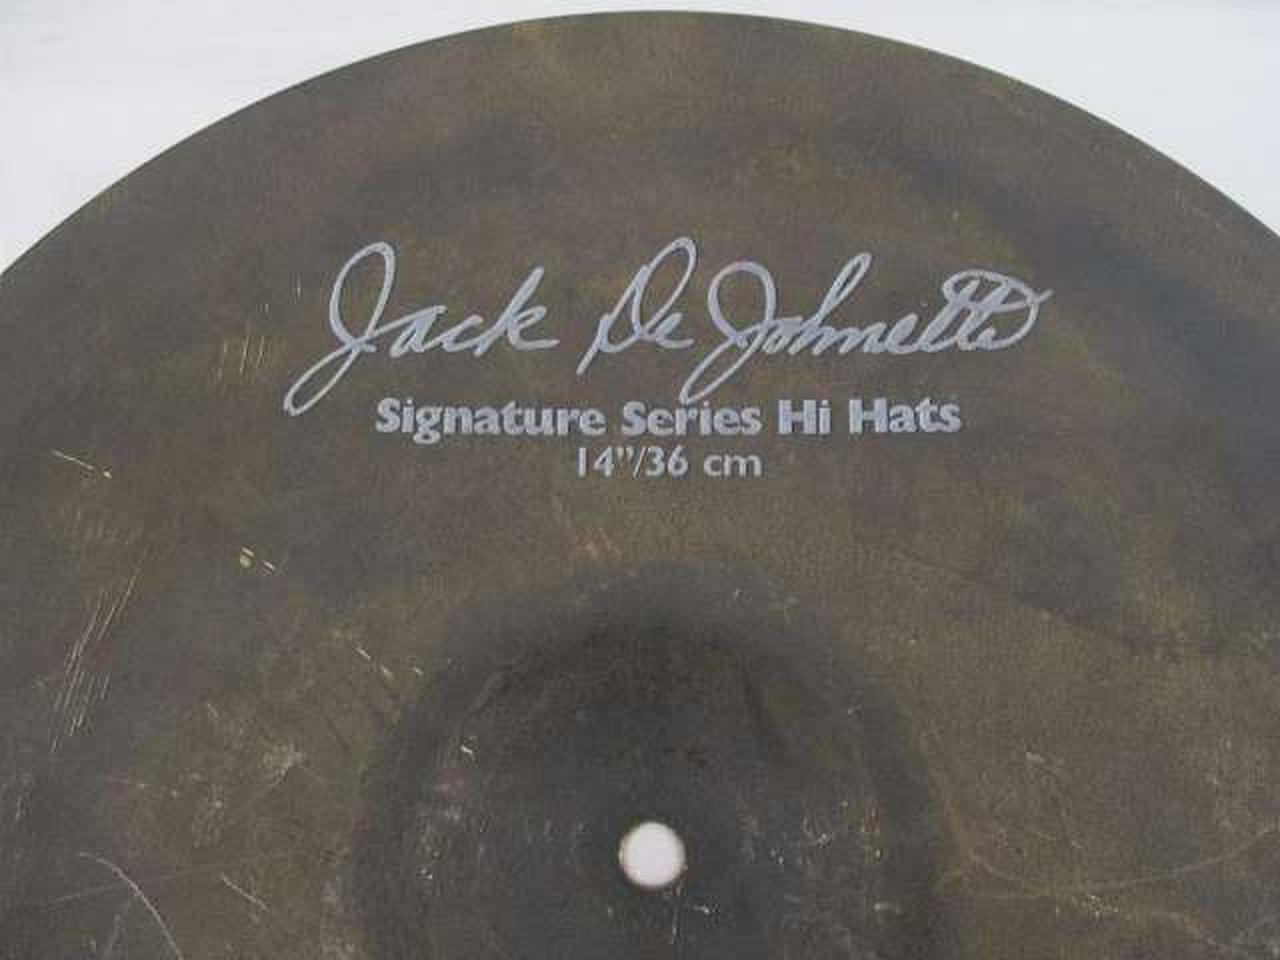 Jack DeJohnette
Signature Series Hi Hats
14"/36 cm